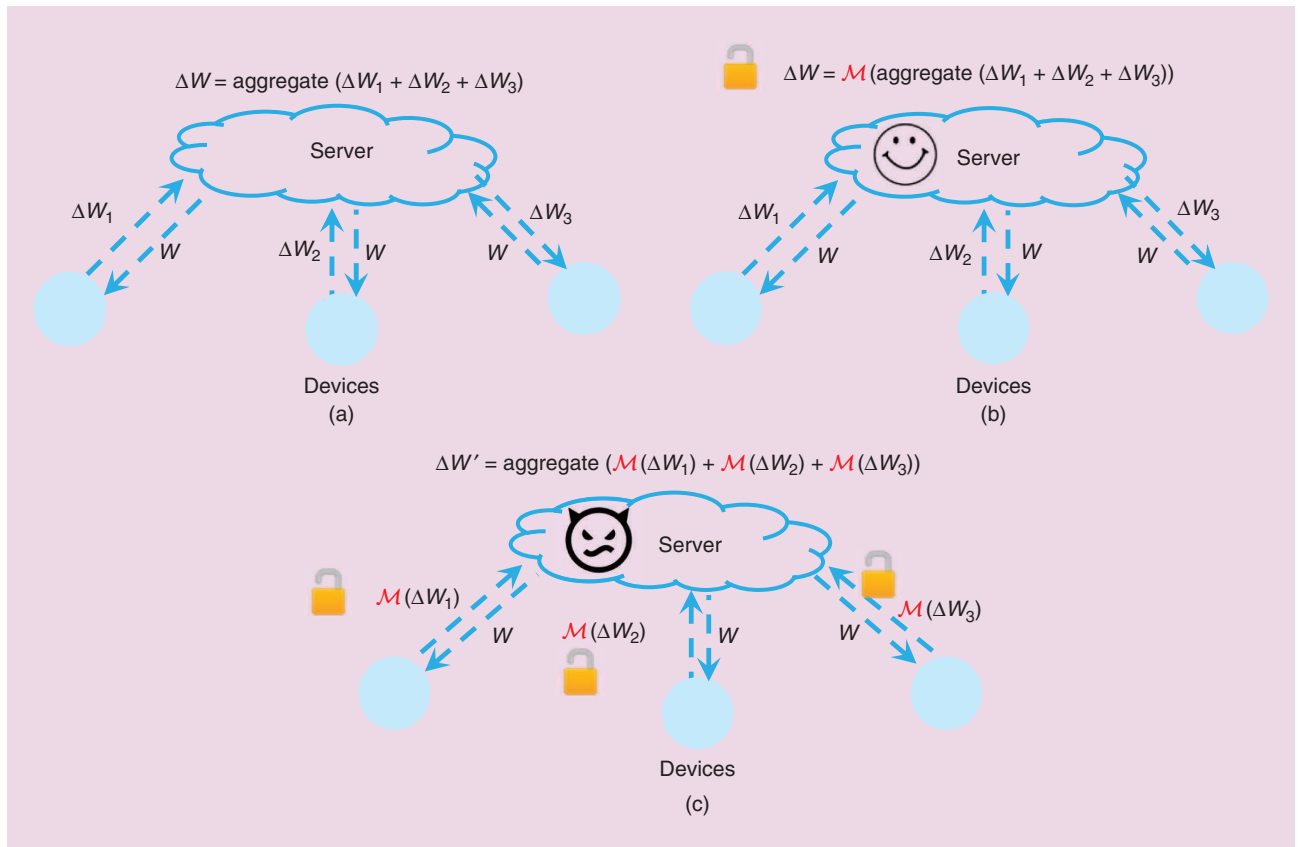 ΔW = aggregate (ΔW₁ + ΔW₂ + ΔW₃)
Server
ΔW₁
W
ΔW₂
W
ΔW₃
W
Devices
(a)
ΔW = ℳ(aggregate (ΔW₁ + ΔW₂ + ΔW₃))
Server
ΔW₁
W
ΔW₂
W
ΔW₃
W
Devices
(b)
ΔW′ = aggregate (ℳ(ΔW₁) + ℳ(ΔW₂) + ℳ(ΔW₃))
Server
ℳ(ΔW₁)
W
ℳ(ΔW₂)
W
ℳ(ΔW₃)
W
Devices
(c)